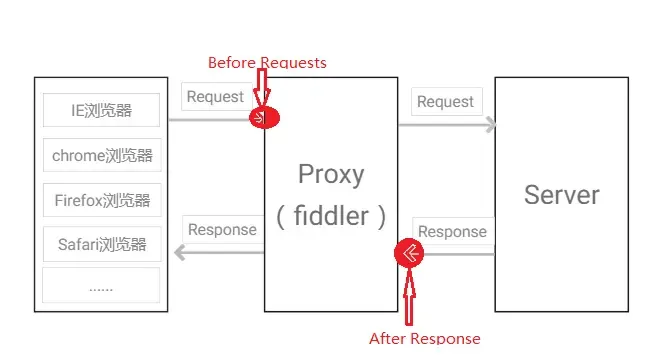 Before Requests
Request
Request
IE浏览器
chrome浏览器
Firefox浏览器
Safari浏览器
......
Proxy
( fiddler )
Server
Response
Response
After Response